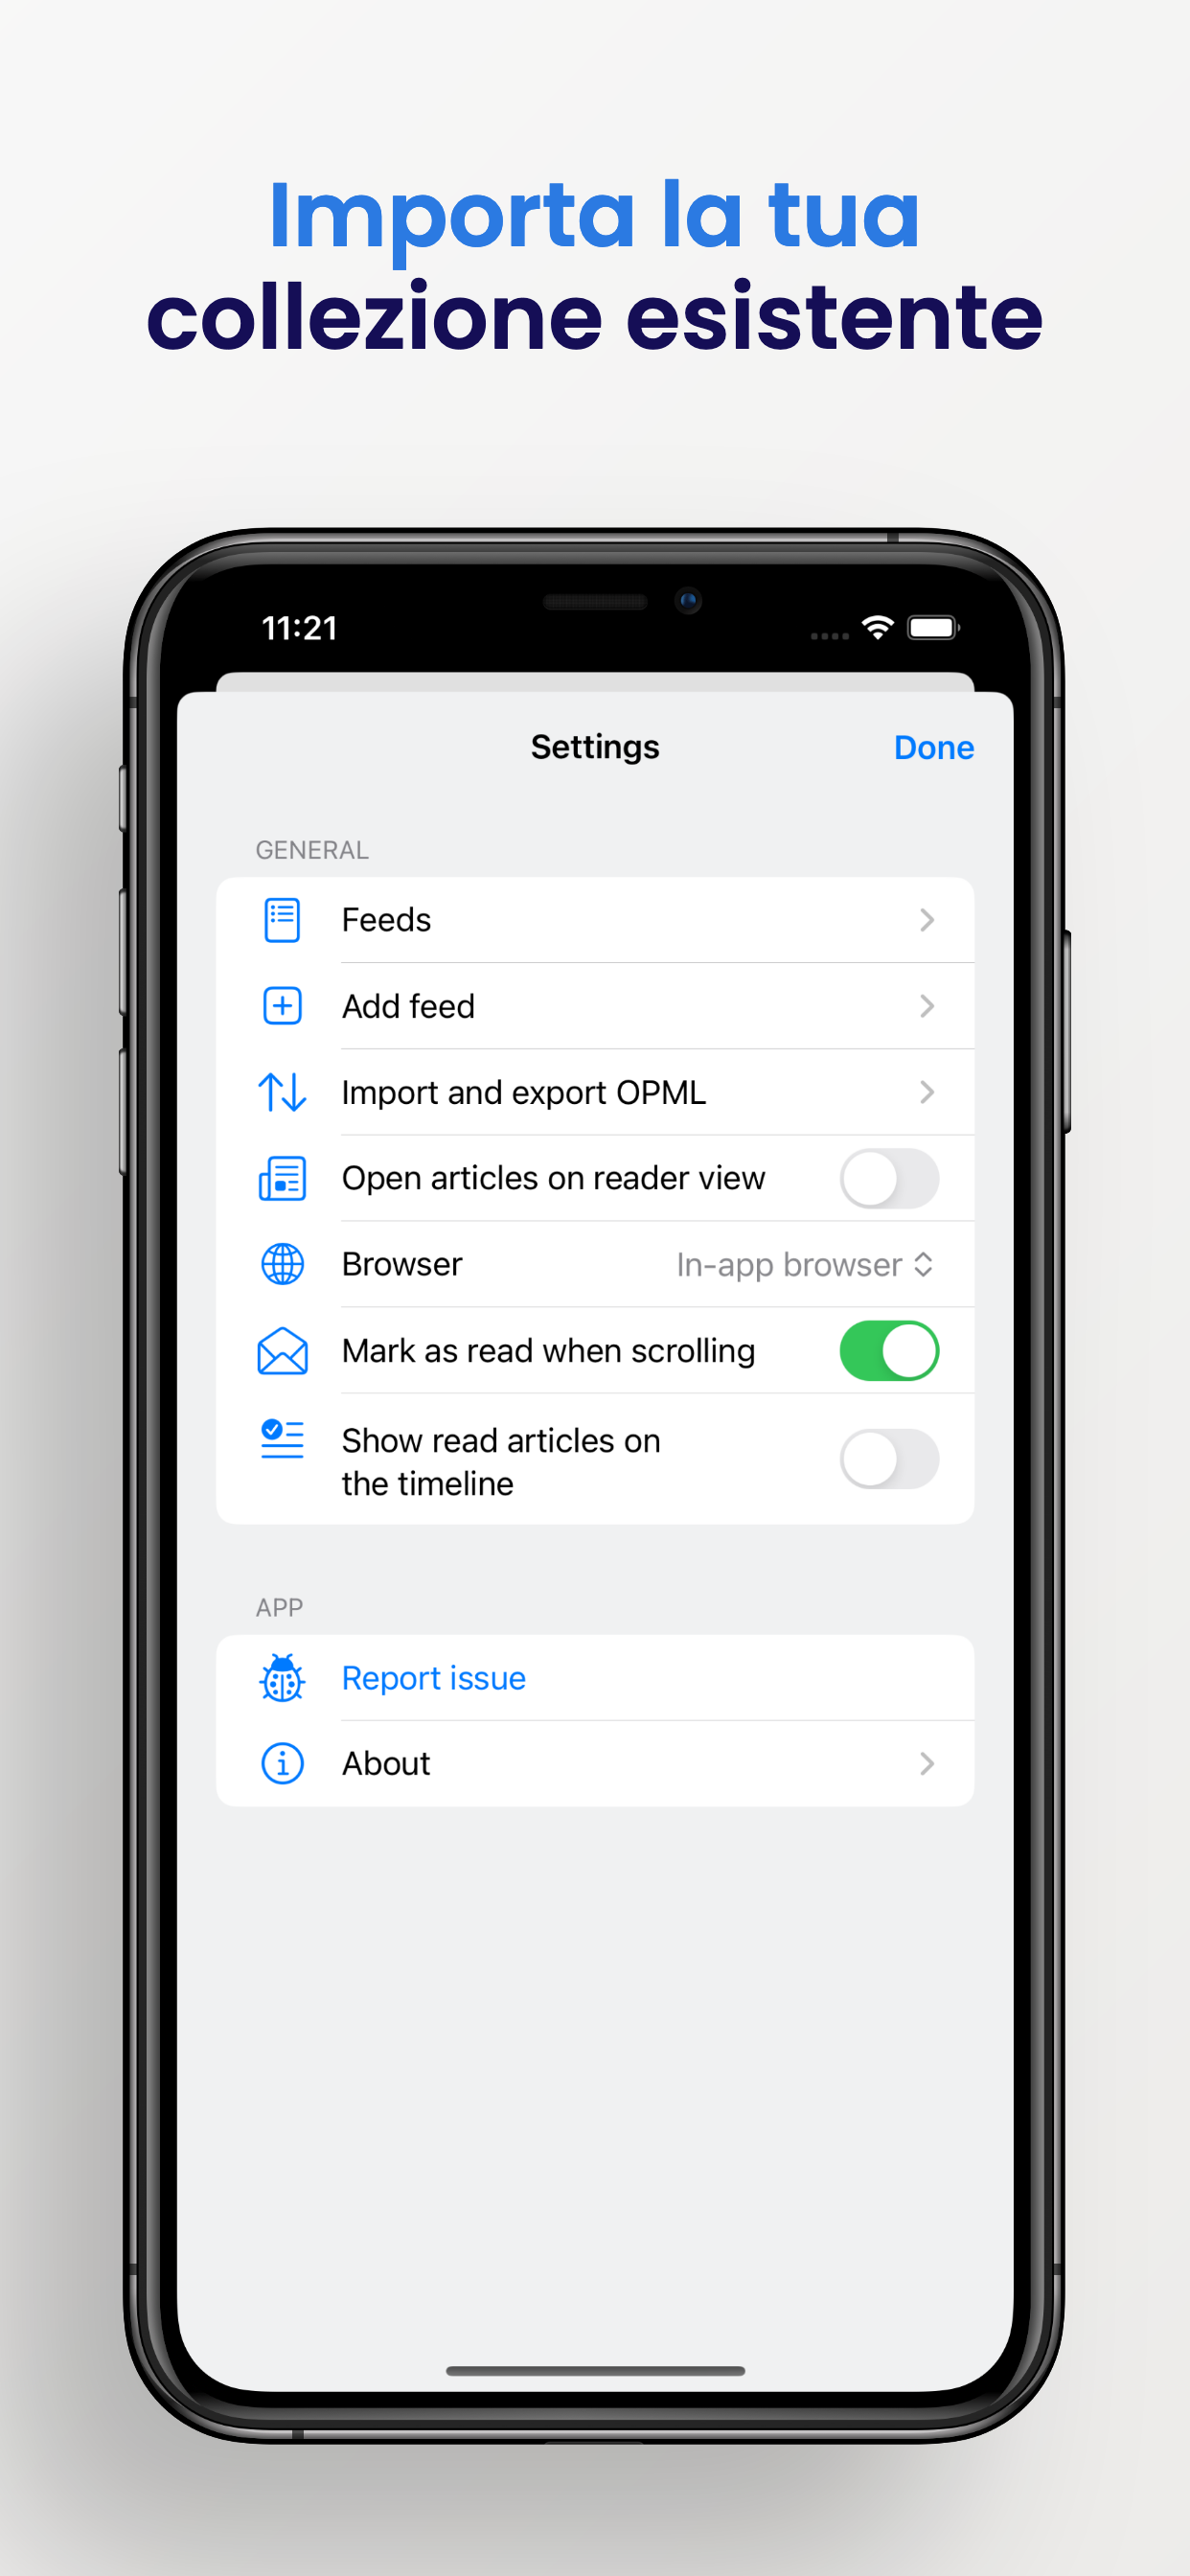 Importa la tua
collezione esistente
11:21
Settings
Done
GENERAL
Feeds
Add feed
Import and export OPML
Open articles on reader view
Browser
In-app browser
Mark as read when scrolling
Show read articles on
the timeline
APP
Report issue
About